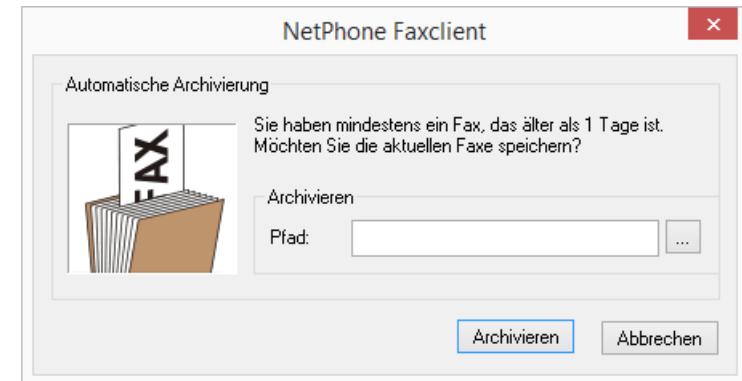 NetPhone Faxclient
Automatische Archivierung
FAX
Sie haben mindestens ein Fax, das älter als 1 Tage ist.
Möchten Sie die aktuellen Faxe speichern?
Archivieren
Pfad:
...
Archivieren
Abbrechen